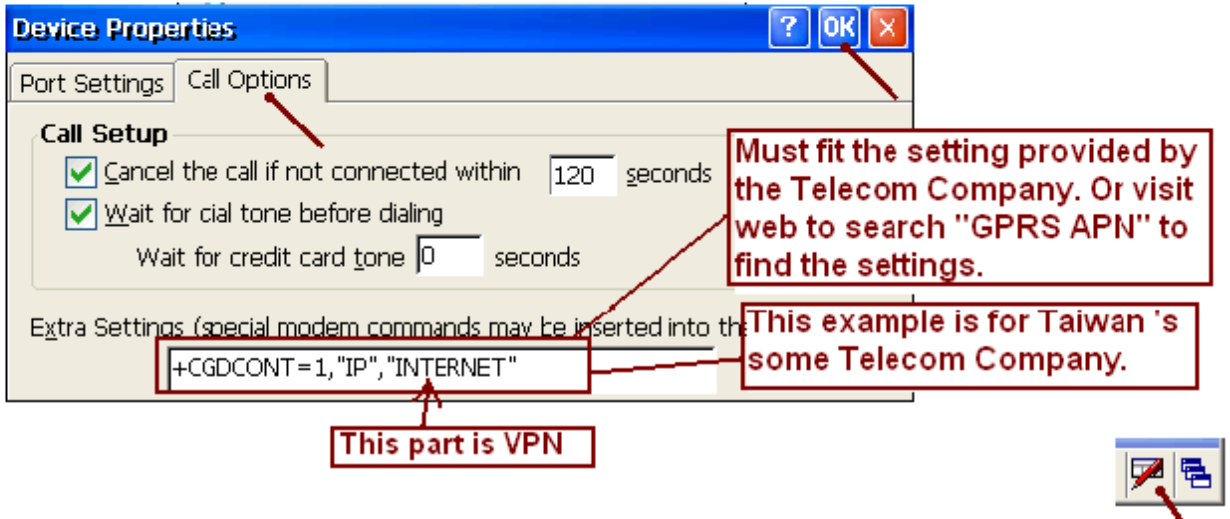 Device Properties
? OK X
Port Settings Call Options
Call Setup
Cancel the call if not connected within 120 seconds
Wait for cial tone before dialing
Wait for credit card tone 0 seconds
Must fit the setting provided by
the Telecom Company. Or visit
web to search "GPRS APN" to
find the settings.
Extra Settings (special modem commands may be inserted into th
This example is for Taiwan 's
some Telecom Company.
+CGDCONT=1,"IP","INTERNET"
This part is VPN